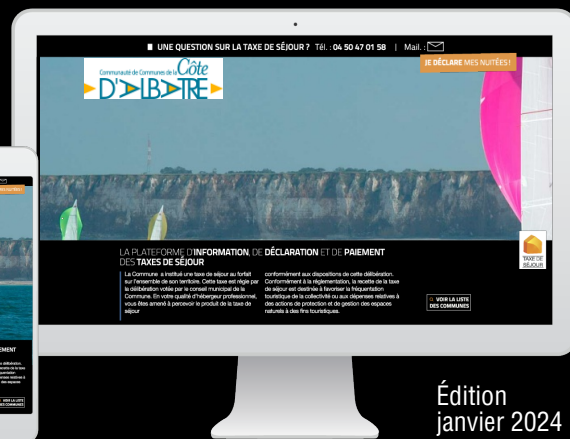 UNE QUESTION SUR LA TAXE DE SÉJOUR ? Tél. : 04 50 47 01 58 | Mail. :
JE DÉCLARE MES NUITÉES !
Communauté de Communes de la Côte
D'ALBATRE
LA PLATEFORME D'INFORMATION, DE DÉCLARATION ET DE PAIEMENT
DES TAXES DE SÉJOUR
La Commune a institué une taxe de séjour au forfait
sur l'ensemble de son territoire. Cette taxe est régie par
la délibération votée par le conseil municipal de la
Commune. En votre qualité d'hébergeur professionnel,
vous êtes amené à percevoir le produit de la taxe de
séjour
conformément aux dispositions de cette délibération.
Conformément à la réglementation, la recette de la taxe
de séjour est destinée à favoriser la fréquentation
touristique de la collectivité ou aux dépenses relatives à
des actions de protection et de gestion des espaces
naturels à des fins touristiques.
TAXE DE
SÉJOUR
VOIR LA LISTE
DES COMMUNES
EMENT
VOIR LA LISTE
DES COMMUNES
Édition
janvier 2024